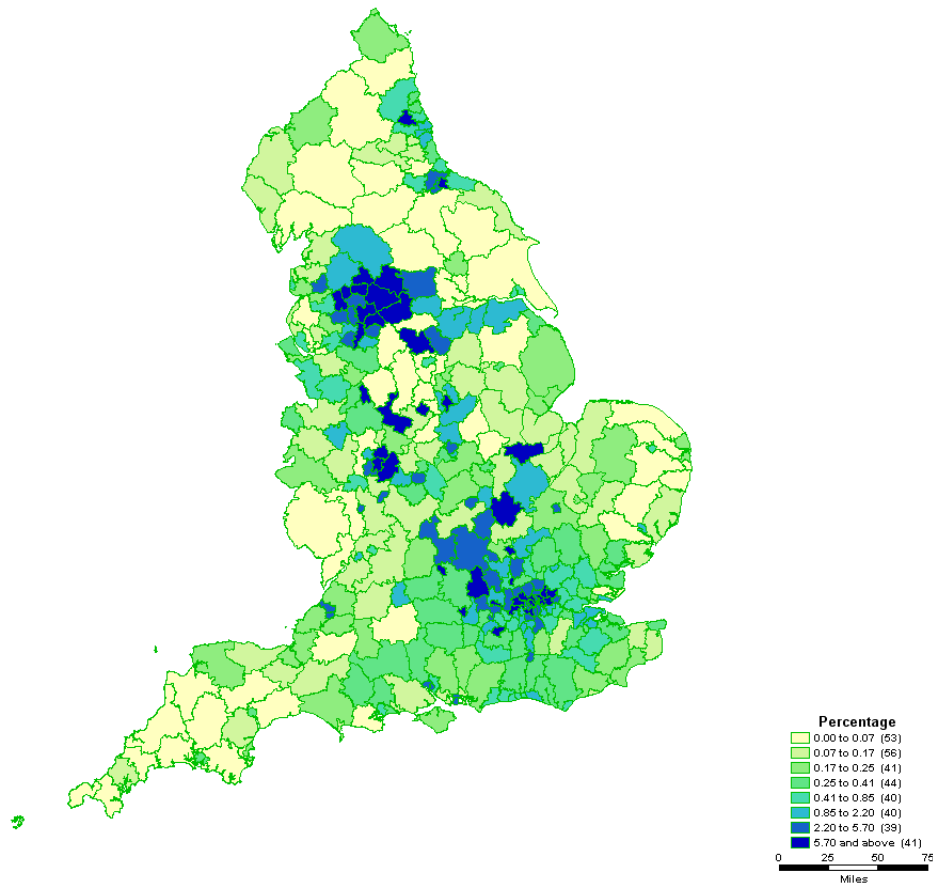 Percentage
0.00 to 0.07 (53)
0.07 to 0.17 (56)
0.17 to 0.25 (41)
0.25 to 0.41 (44)
0.41 to 0.85 (40)
0.85 to 2.20 (40)
2.20 to 5.70 (39)
5.70 and above (41)
0 25 50 75
Miles